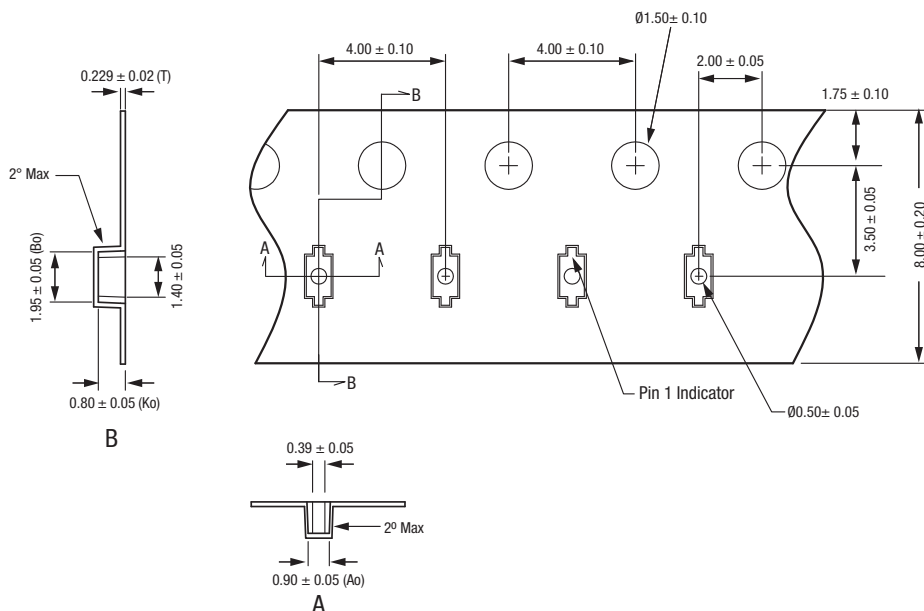 Ø1.50± 0.10
4.00 ± 0.10
4.00 ± 0.10
2.00 ± 0.05
0.229 ± 0.02 (T)
B
1.75 ± 0.10
2° Max
3.50 ± 0.05
8.00 ± 0.20
A
A
1.95 ± 0.05 (Bo)
1.40 ± 0.05
B
Pin 1 Indicator
0.80 ± 0.05 (Ko)
Ø0.50± 0.05
B
0.39 ± 0.05
2º Max
0.90 ± 0.05 (Ao)
A